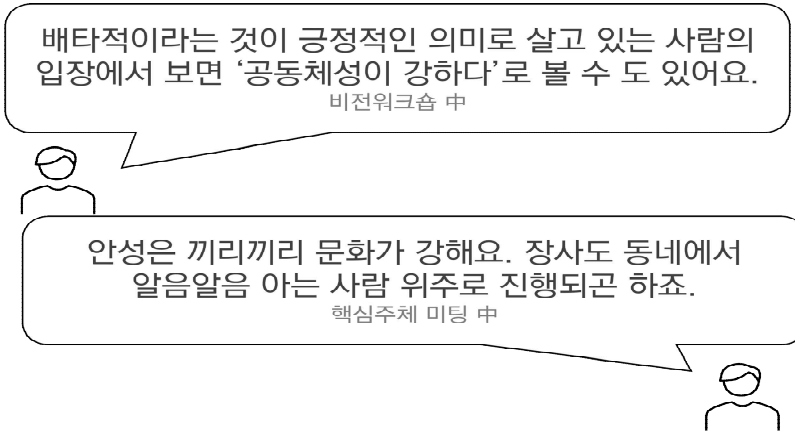 배타적이라는 것이 긍정적인 의미로 살고 있는 사람의
입장에서 보면 ‘공동체성이 강하다’로 볼 수 도 있어요.
비전워크숍 中
안성은 끼리끼리 문화가 강해요. 장사도 동네에서
알음알음 아는 사람 위주로 진행되곤 하죠.
핵심주체 미팅 中